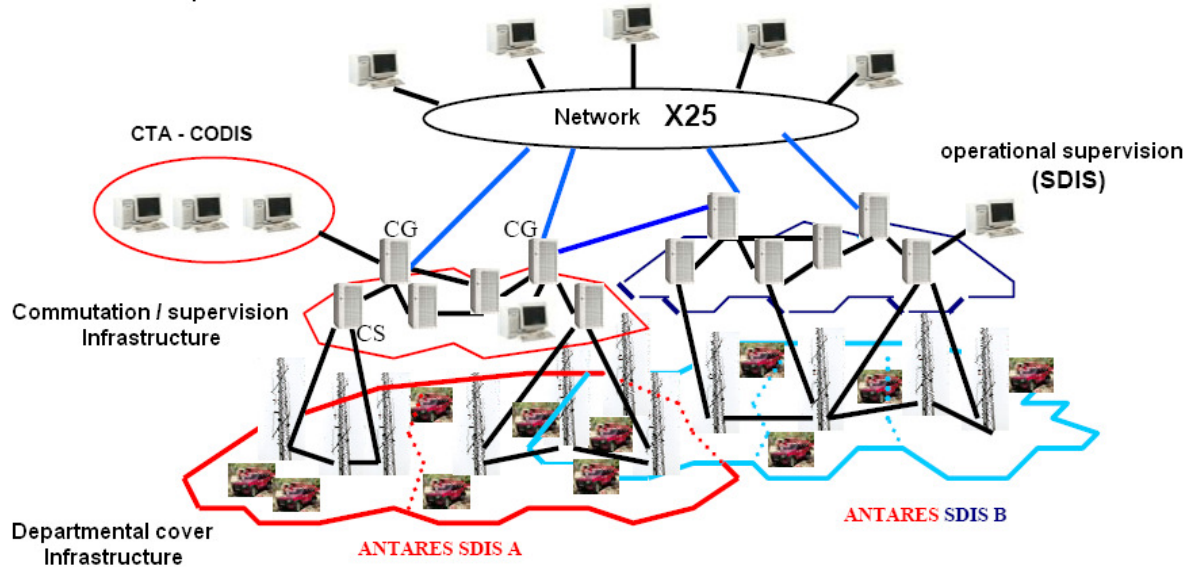 Network X25
CTA - CODIS
operational supervision
(SDIS)
CG
CG
Commutation / supervision
Infrastructure
CS
ANTARES SDIS B
Departmental cover
Infrastructure
ANTARES SDIS A